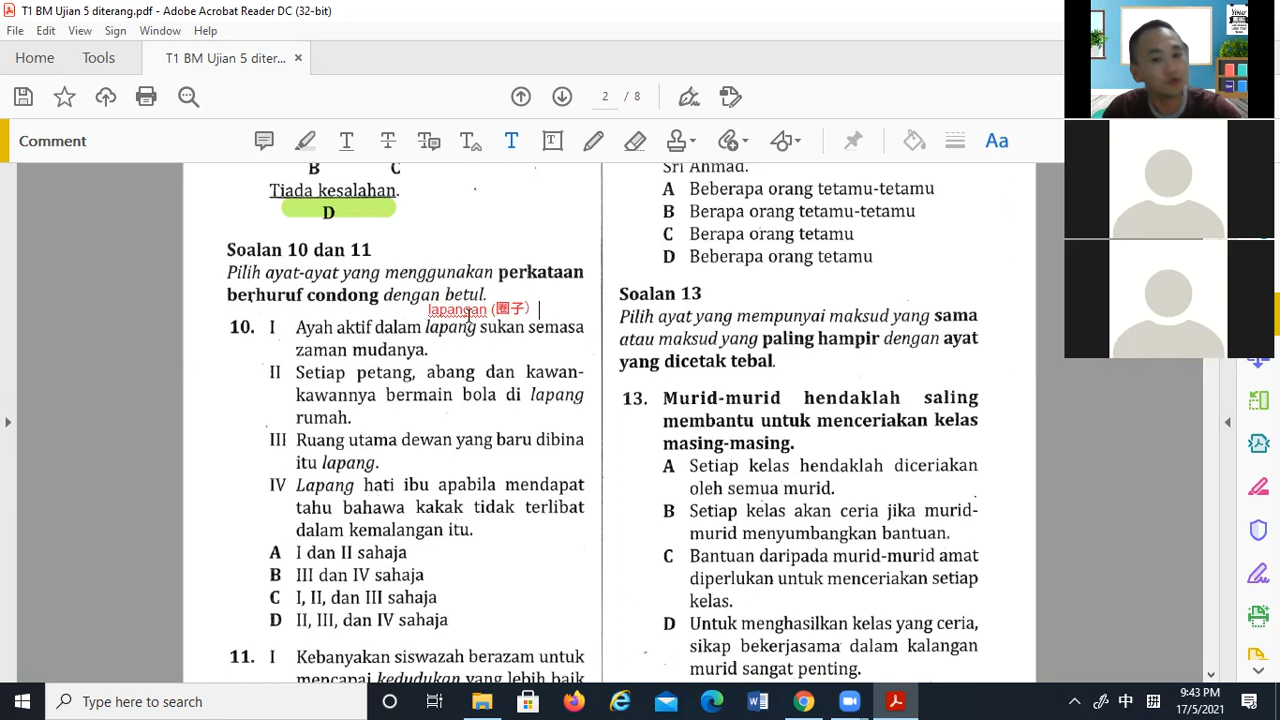 T1 BM Ujian 5 diterang.pdf - Adobe Acrobat Reader DC (32-bit)
File Edit View Sign Window Help
Home Tools T1 BM Ujian 5 diter... ×
2 / 8
Comment
Aa
B C
Tiada kesalahan.
D
Soalan 10 dan 11
Pilih ayat-ayat yang menggunakan perkataan
berhuruf condong dengan betul.
lapangan (圈子)
10. I Ayah aktif dalam lapang sukan semasa
zaman mudanya.
II Setiap petang, abang dan kawan-
kawannya bermain bola di lapang
rumah.
III Ruang utama dewan yang baru dibina
itu lapang.
IV Lapang hati ibu apabila mendapat
tahu bahawa kakak tidak terlibat
dalam kemalangan itu.
A I dan II sahaja
B III dan IV sahaja
C I, II, dan III sahaja
D II, III, dan IV sahaja
11. I Kebanyakan siswazah berazam untuk
mencapai kedudukan yang lebih baik
Sri Ahmad.
A Beberapa orang tetamu-tetamu
B Berapa orang tetamu-tetamu
C Berapa orang tetamu
D Beberapa orang tetamu
Soalan 13
Pilih ayat yang mempunyai maksud yang sama
atau maksud yang paling hampir dengan ayat
yang dicetak tebal.
13. Murid-murid hendaklah saling
membantu untuk menceriakan kelas
masing-masing.
A Setiap kelas hendaklah diceriakan
oleh semua murid.
B Setiap kelas akan ceria jika murid-
murid menyumbangkan bantuan.
C Bantuan daripada murid-murid amat
diperlukan untuk menceriakan setiap
kelas.
D Untuk menghasilkan kelas yang ceria,
sikap bekerjasama dalam kalangan
murid sangat penting.
Type here to search
中 拼
9:43 PM
17/5/2021